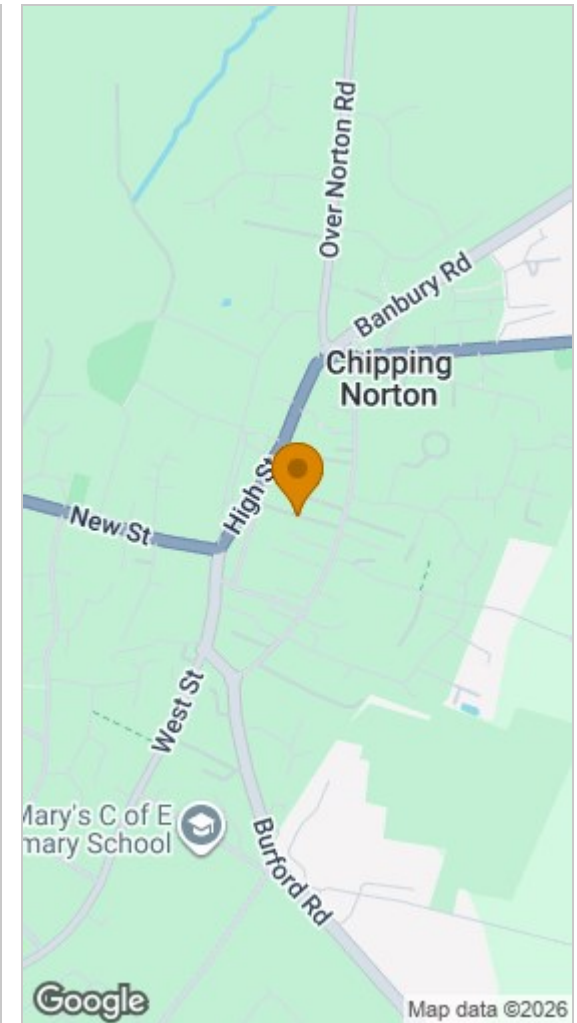 Over Norton Rd
Banbury Rd
Chipping
Norton
High St
New St
West St
Mary's C of E
mary School
Burford Rd
Google
Map data ©2026